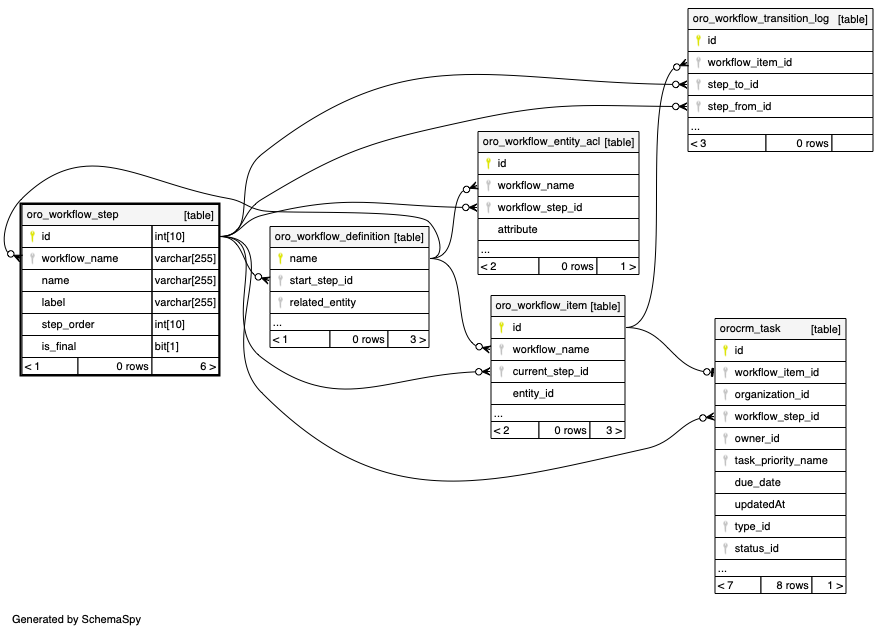 oro_workflow_transition_log [table]
id
workflow_item_id
step_to_id
step_from_id
...
< 3 0 rows
oro_workflow_entity_acl [table]
id
workflow_name
workflow_step_id
attribute
...
< 2 0 rows 1 >
oro_workflow_step [table]
id int[10]
workflow_name varchar[255]
name varchar[255]
label varchar[255]
step_order int[10]
is_final bit[1]
< 1 0 rows 6 >
oro_workflow_definition [table]
name
start_step_id
related_entity
...
< 1 0 rows 3 >
oro_workflow_item [table]
id
workflow_name
current_step_id
entity_id
...
< 2 0 rows 3 >
orocrm_task [table]
id
workflow_item_id
organization_id
workflow_step_id
owner_id
task_priority_name
due_date
updatedAt
type_id
status_id
...
< 7 8 rows 1 >
Generated by SchemaSpy